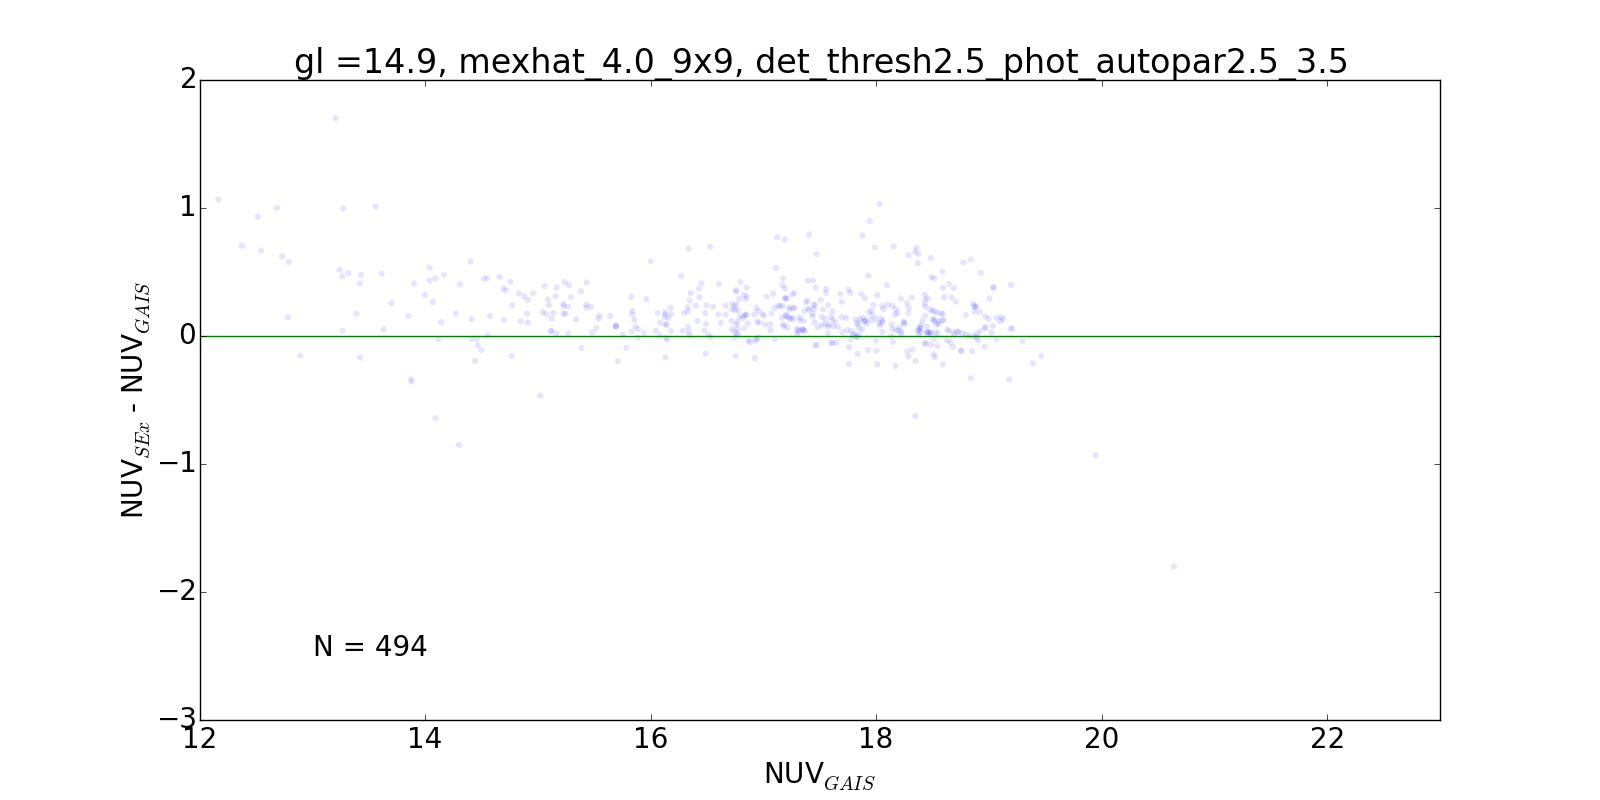 gl =14.9, mexhat_4.0_9x9, det_thresh2.5_phot_autopar2.5_3.5
2
1
0
−1
−2
−3
NUV_SEx - NUV_GAIS
N = 494
12 14 16 18 20 22
NUV_GAIS